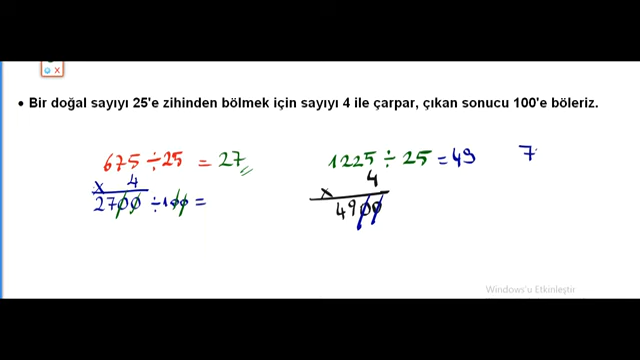 • Bir doğal sayıyı 25'e zihinden bölmek için sayıyı 4 ile çarpar, çıkan sonucu 100'e böleriz.
675 ÷ 25 = 27
x 4
2700 ÷ 100 =
1225 ÷ 25 = 49
x 4
4900
7
Windows'u Etkinleştir